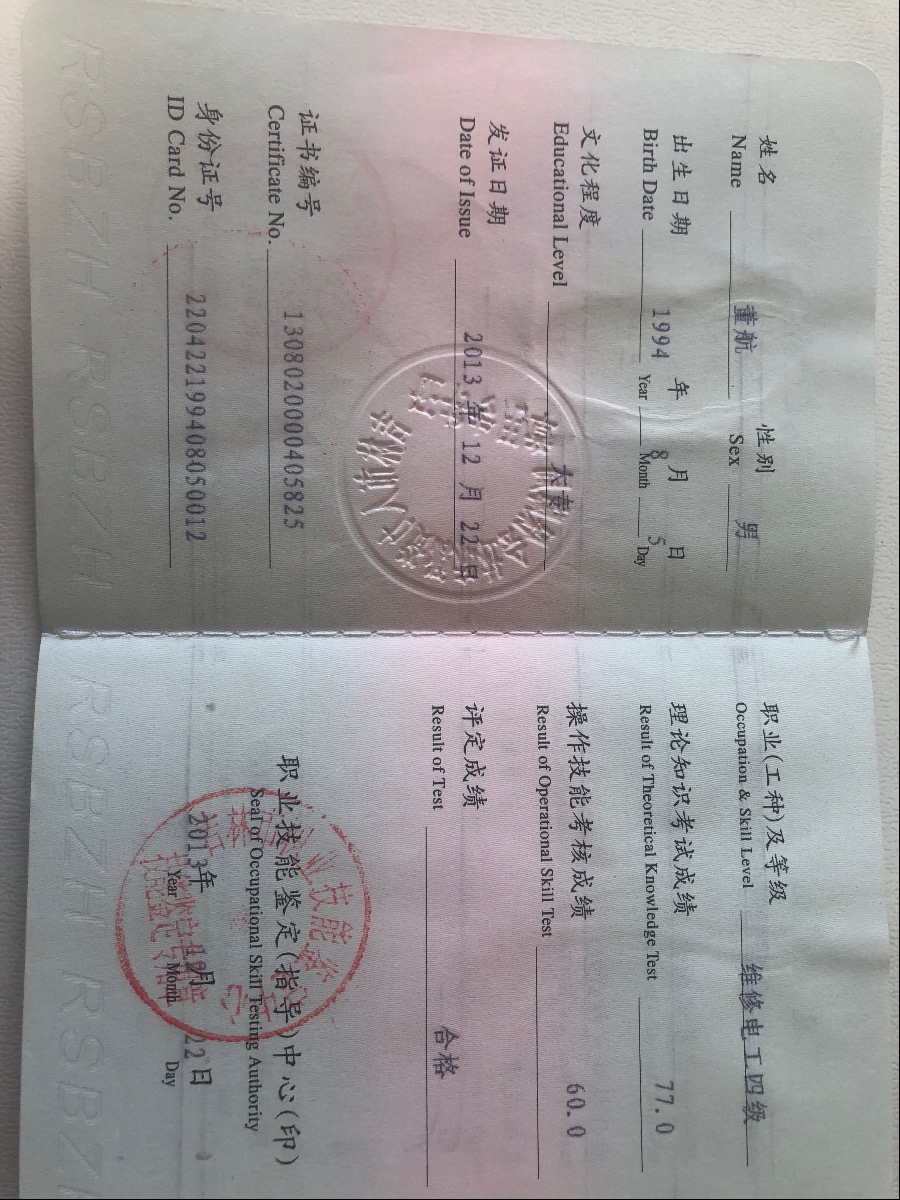 姓名 董航 性别 男
Name Sex
出生日期 1994 年 8 月 5 日
Birth Date Year Month Day
文化程度 大专
Educational Level
发证日期 2013 年 12 月 22 日
Date of Issue
证书编号 1308020000405825
Certificate No.
身份证号 220422199408050012
ID Card No.
RSBZH RSBZH
职业(工种)及等级 维修电工四级
Occupation & Skill Level
理论知识考试成绩 77.0
Result of Theoretical Knowledge Test
操作技能考核成绩 60.0
Result of Operational Skill Test
评定成绩 合格
Result of Test
职业技能鉴定(指导)中心(印)
Seal of Occupational Skill Testing Authority
2013 年 12 月 22 日
Year Month Day
RSBZH RSBZH